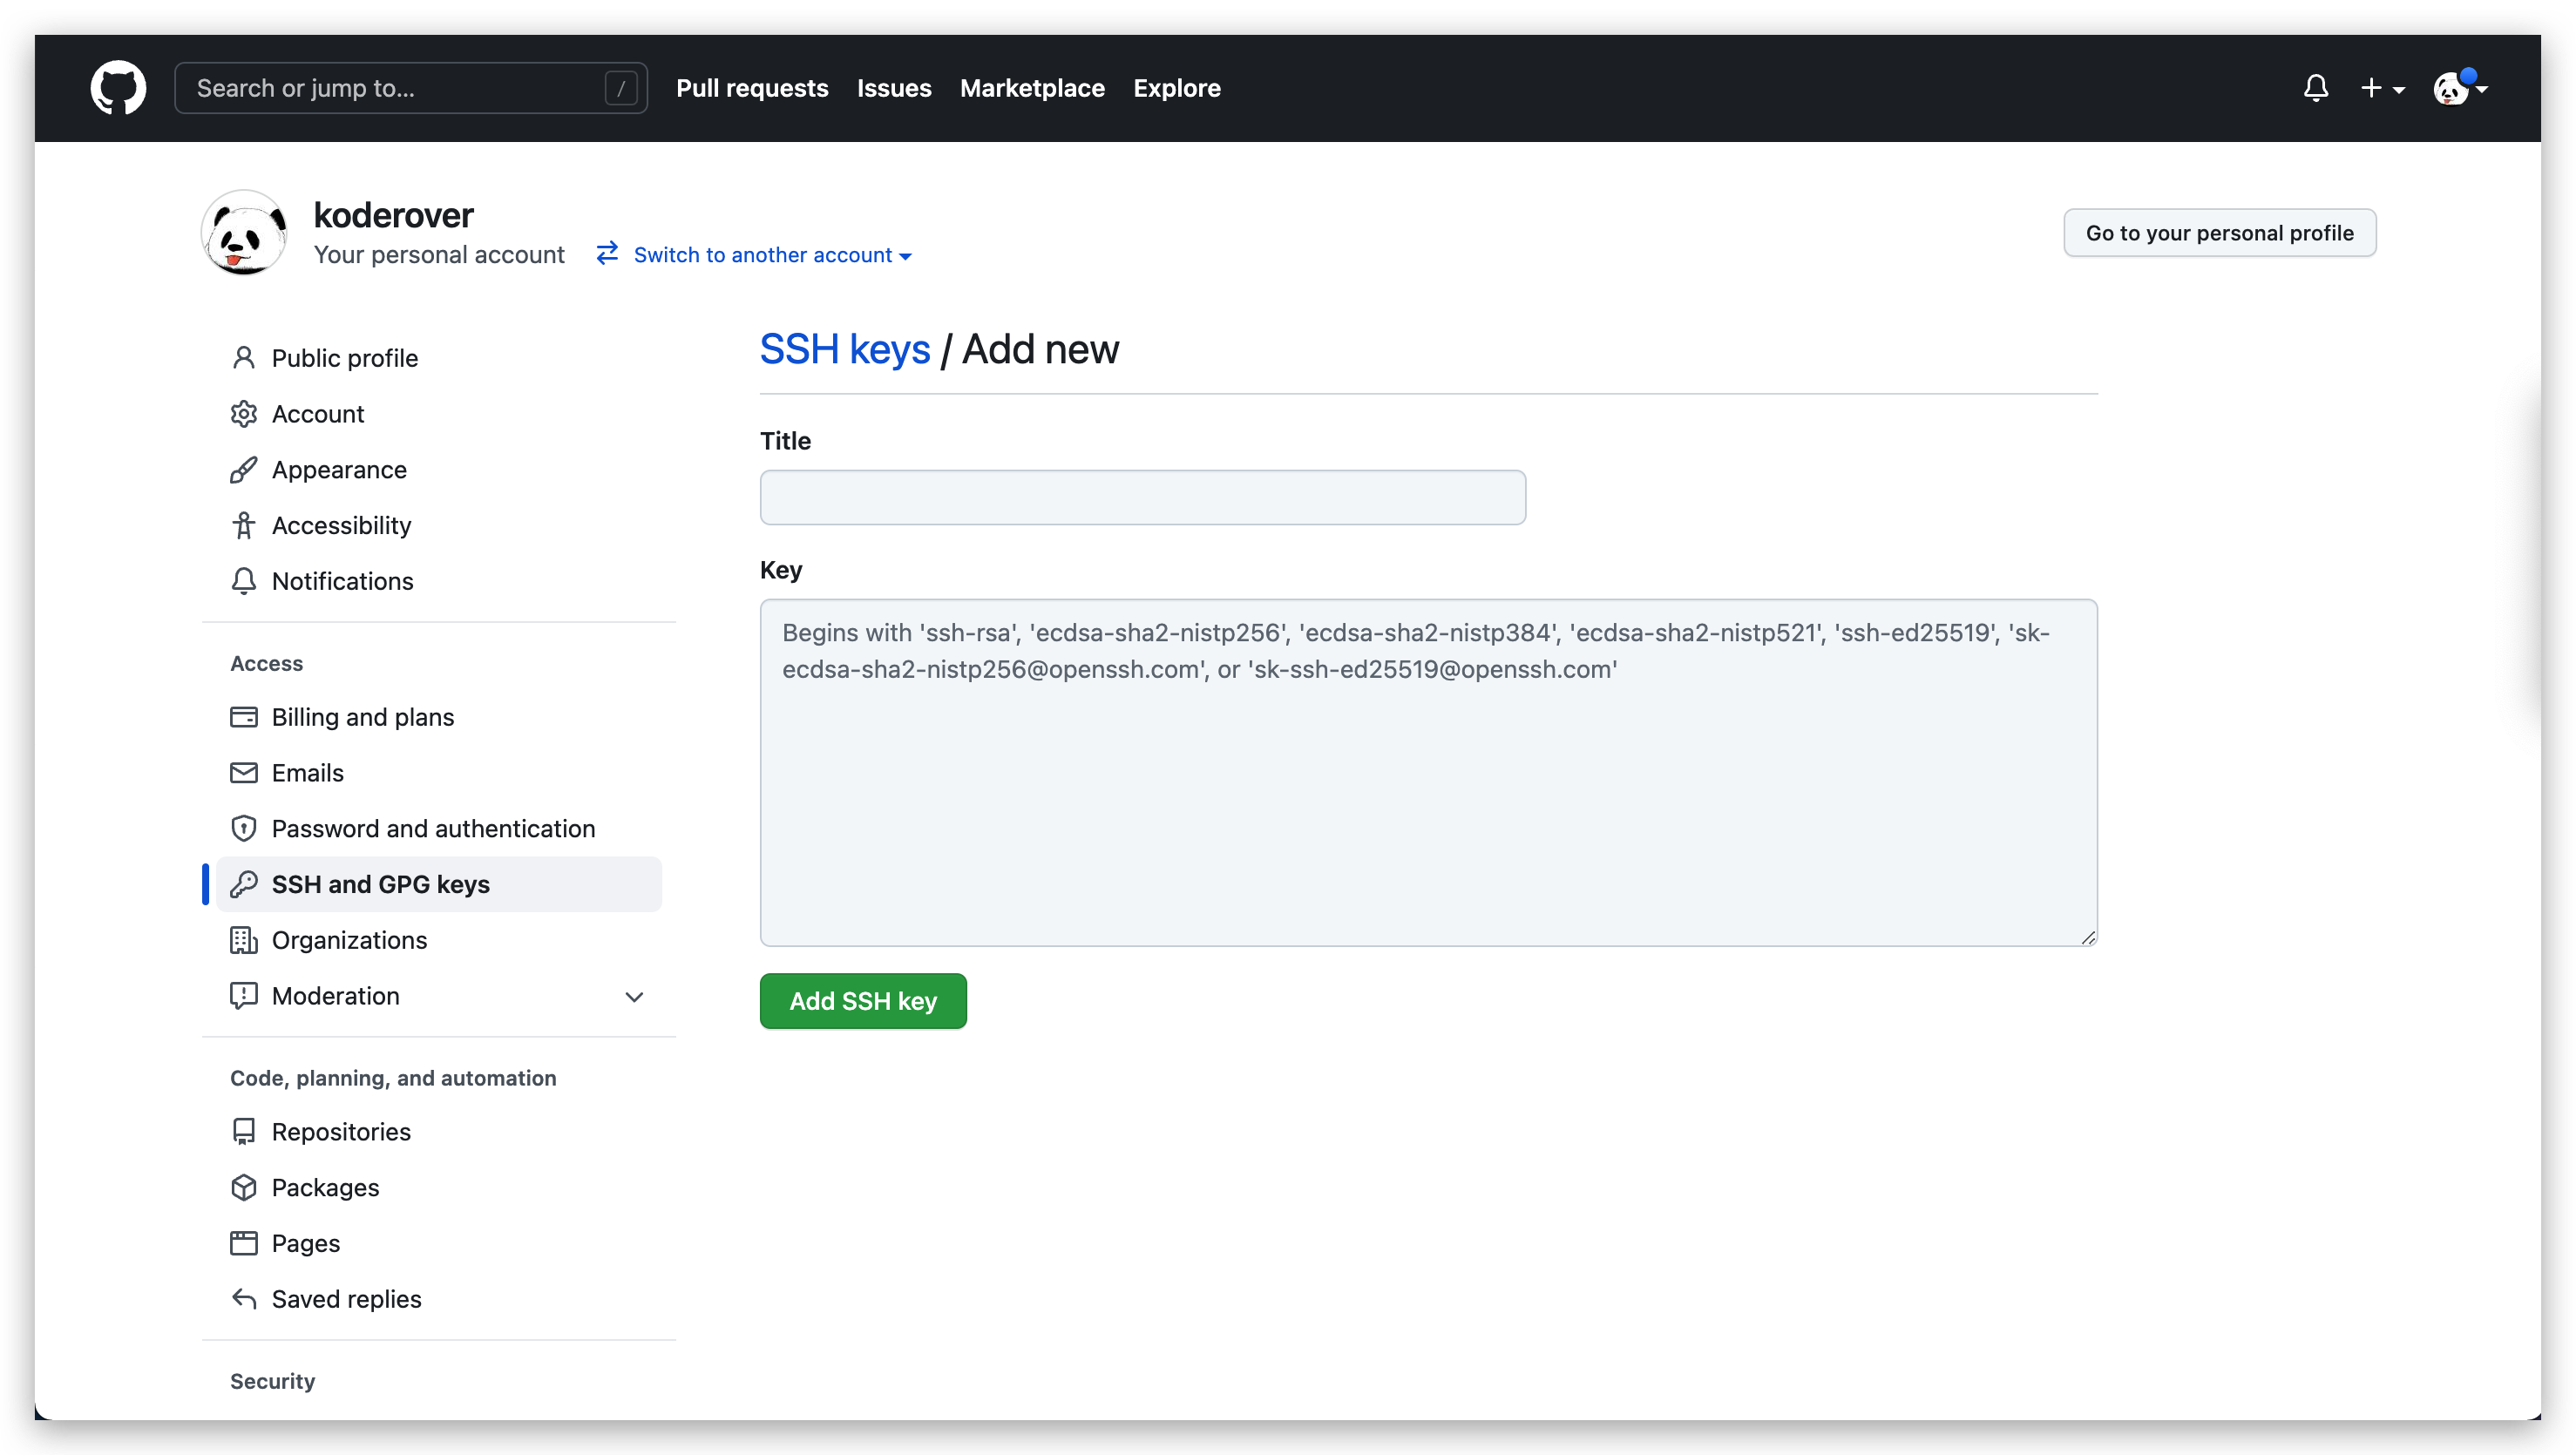 Search or jump to... /
Pull requests Issues Marketplace Explore
koderover
Your personal account Switch to another account
Go to your personal profile
Public profile
Account
Appearance
Accessibility
Notifications
Access
Billing and plans
Emails
Password and authentication
SSH and GPG keys
Organizations
Moderation
Code, planning, and automation
Repositories
Packages
Pages
Saved replies
Security
SSH keys / Add new
Title
Key
Begins with 'ssh-rsa', 'ecdsa-sha2-nistp256', 'ecdsa-sha2-nistp384', 'ecdsa-sha2-nistp521', 'ssh-ed25519', 'sk-
ecdsa-sha2-nistp256@openssh.com', or 'sk-ssh-ed25519@openssh.com'
Add SSH key